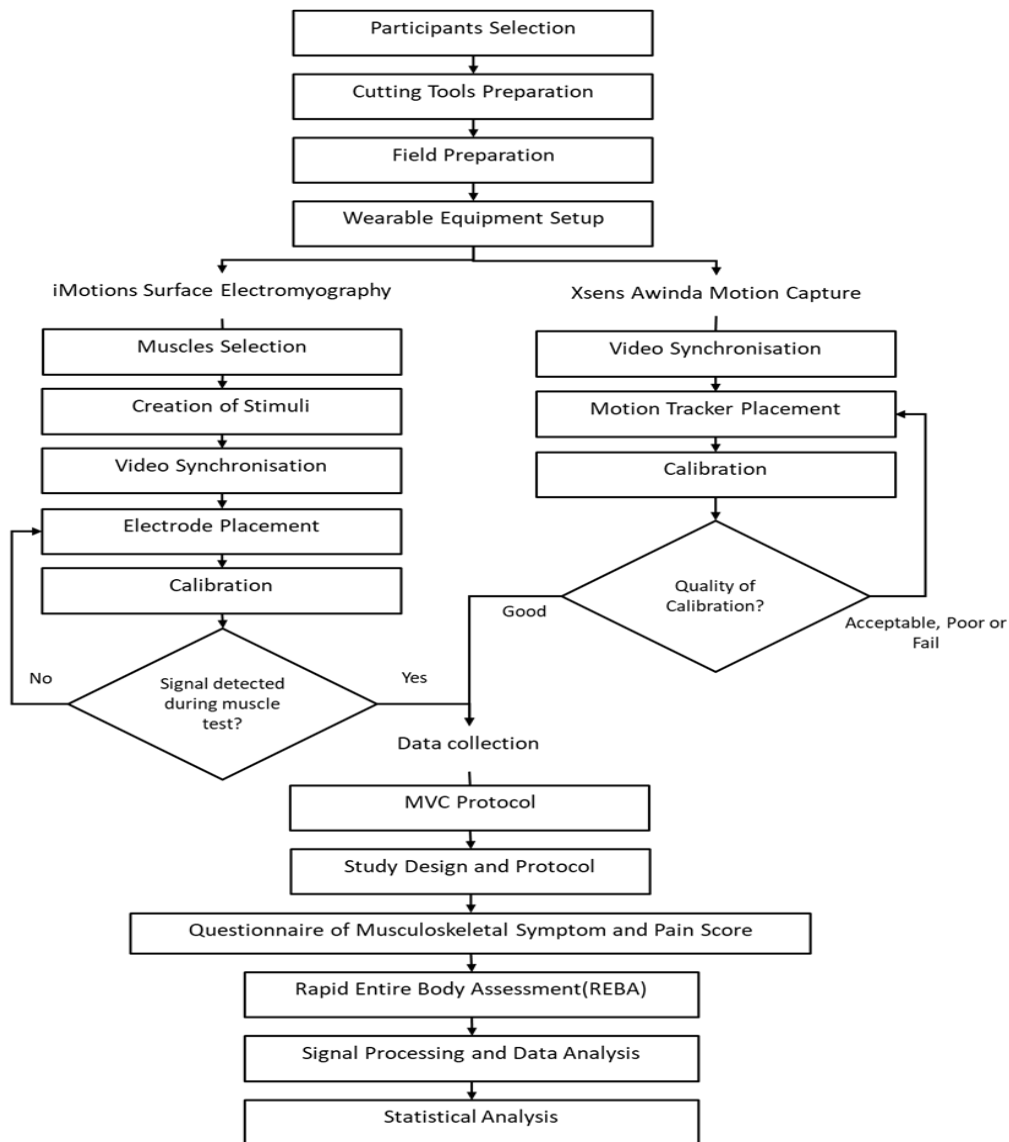 Participants Selection
Cutting Tools Preparation
Field Preparation
Wearable Equipment Setup
iMotions Surface Electromyography
Muscles Selection
Creation of Stimuli
Video Synchronisation
Electrode Placement
Calibration
No
Signal detected
during muscle
test?
Yes
Xsens Awinda Motion Capture
Video Synchronisation
Motion Tracker Placement
Calibration
Quality of
Calibration?
Good
Acceptable, Poor or
Fail
Data collection
MVC Protocol
Study Design and Protocol
Questionnaire of Musculoskeletal Symptom and Pain Score
Rapid Entire Body Assessment(REBA)
Signal Processing and Data Analysis
Statistical Analysis